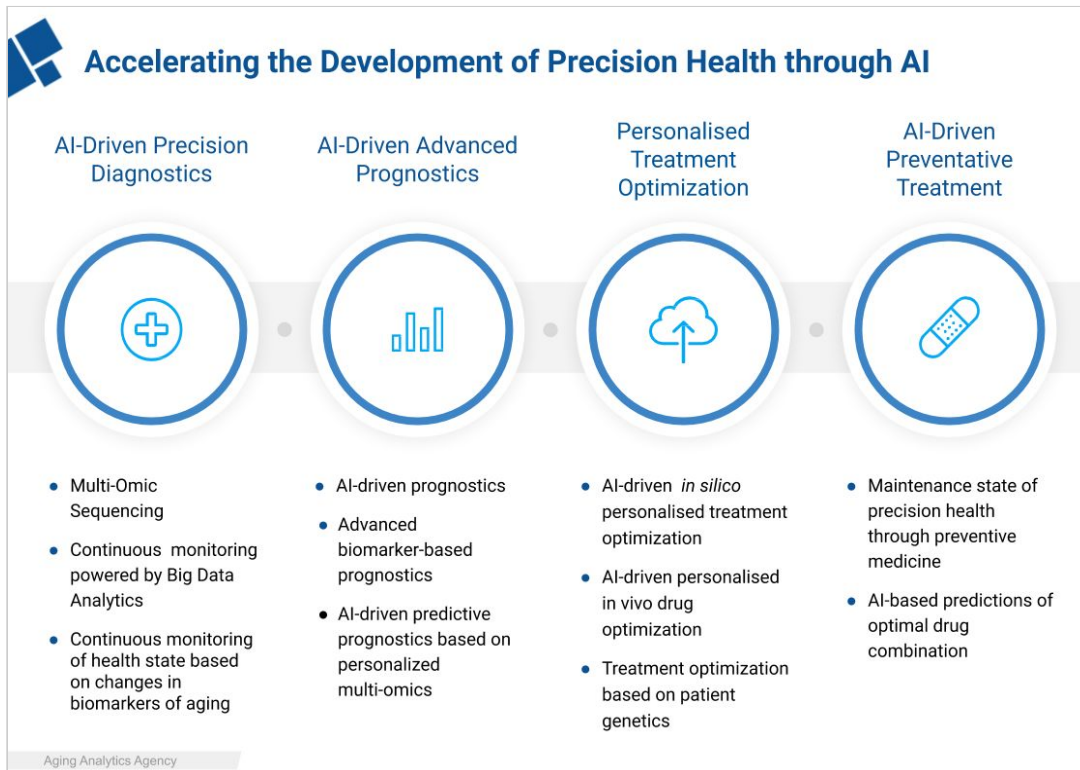 Accelerating the Development of Precision Health through AI
AI-Driven Precision
Diagnostics
AI-Driven Advanced
Prognostics
Personalised
Treatment
Optimization
AI-Driven
Preventative
Treatment
● Multi-Omic
Sequencing
● Continuous monitoring
powered by Big Data
Analytics
● Continuous monitoring
of health state based
on changes in
biomarkers of aging
● AI-driven prognostics
● Advanced
biomarker-based
prognostics
● AI-driven predictive
prognostics based on
personalized
multi-omics
● AI-driven in silico
personalised treatment
optimization
● AI-driven personalised
in vivo drug
optimization
● Treatment optimization
based on patient
genetics
● Maintenance state of
precision health
through preventive
medicine
● AI-based predictions of
optimal drug
combination
Aging Analytics Agency